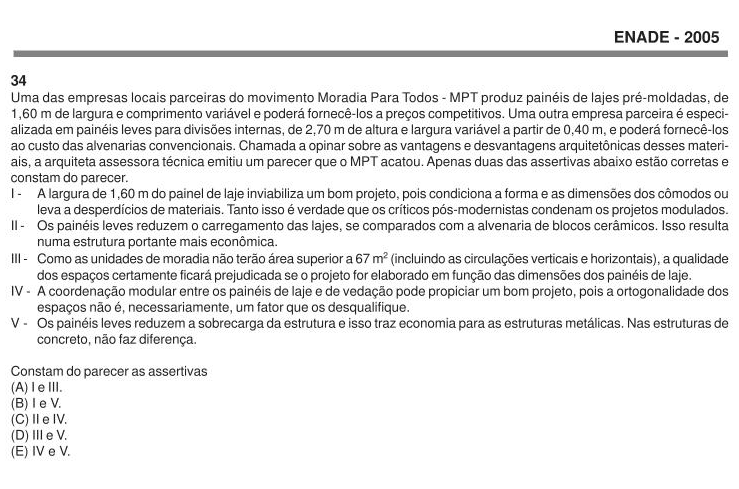 ENADE - 2005
34
Uma das empresas locais parceiras do movimento Moradia Para Todos - MPT produz painéis de lajes pré-moldadas, de
1,60 m de largura e comprimento variável e poderá fornecê-los a preços competitivos. Uma outra empresa parceira é especi-
alizada em painéis leves para divisões internas, de 2,70 m de altura e largura variável a partir de 0,40 m, e poderá fornecê-los
ao custo das alvenarias convencionais. Chamada a opinar sobre as vantagens e desvantagens arquitetônicas desses materi-
ais, a arquiteta assessora técnica emitiu um parecer que o MPT acatou. Apenas duas das assertivas abaixo estão corretas e
constam do parecer.
I - A largura de 1,60 m do painel de laje inviabiliza um bom projeto, pois condiciona a forma e as dimensões dos cômodos ou
leva a desperdícios de materiais. Tanto isso é verdade que os críticos pós-modernistas condenam os projetos modulados.
II - Os painéis leves reduzem o carregamento das lajes, se comparados com a alvenaria de blocos cerâmicos. Isso resulta
numa estrutura portante mais econômica.
III - Como as unidades de moradia não terão área superior a 67 m² (incluindo as circulações verticais e horizontais), a qualidade
dos espaços certamente ficará prejudicada se o projeto for elaborado em função das dimensões dos painéis de laje.
IV - A coordenação modular entre os painéis de laje e de vedação pode propiciar um bom projeto, pois a ortogonalidade dos
espaços não é, necessariamente, um fator que os desqualifique.
V - Os painéis leves reduzem a sobrecarga da estrutura e isso traz economia para as estruturas metálicas. Nas estruturas de
concreto, não faz diferença.
Constam do parecer as assertivas
(A) I e III.
(B) I e V.
(C) II e IV.
(D) III e V.
(E) IV e V.